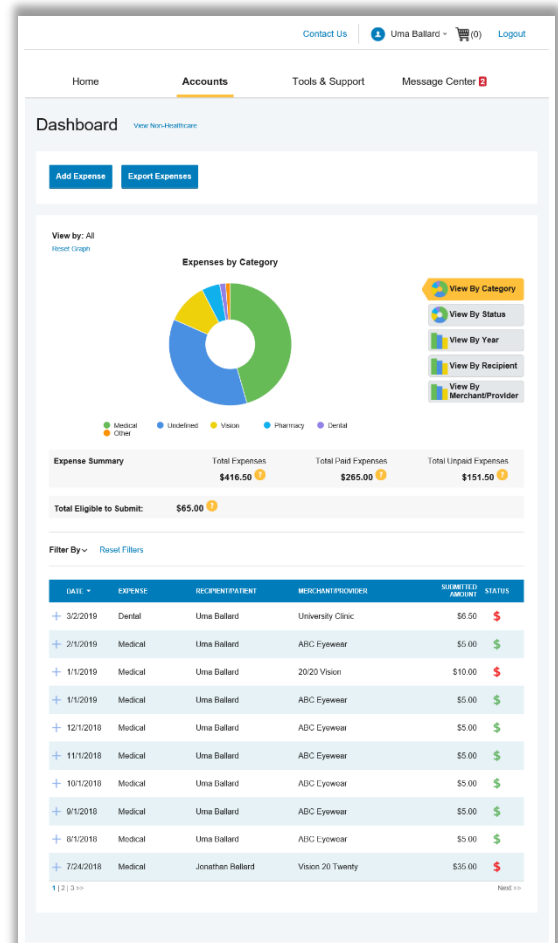 Contact Us Uma Ballard (0) Logout
Home Accounts Tools & Support Message Center 2
Dashboard View Non-Healthcare
Add Expense Export Expenses
View by: All
Reset Graph
Expenses by Category
View By Category
View By Status
View By Year
View By Recipient
View By
Merchant/Provider
Medical Undefined Vision Pharmacy Dental
Other
Expense Summary Total Expenses Total Paid Expenses Total Unpaid Expenses
$416.50 ? $265.00 ? $151.50 ?
Total Eligible to Submit: $65.00 ?
Filter By Reset Filters
DATE EXPENSE RECIPIENT/PATIENT MERCHANT/PROVIDER SUBMITTED AMOUNT STATUS
+ 3/2/2019 Dental Uma Ballard University Clinic $6.50 $
+ 2/1/2019 Medical Uma Ballard ABC Eyewear $5.00 $
+ 1/1/2019 Medical Uma Ballard 20/20 Vision $10.00 $
+ 1/1/2019 Medical Uma Ballard ABC Eyewear $5.00 $
+ 12/1/2018 Medical Uma Ballard ABC Eyewear $5.00 $
+ 11/1/2018 Medical Uma Ballard ABC Eyewear $5.00 $
+ 10/1/2018 Medical Uma Ballard ABC Eyewear $5.00 $
+ 9/1/2018 Medical Uma Ballard ABC Eyewear $5.00 $
+ 8/1/2018 Medical Uma Ballard ABC Eyewear $5.00 $
+ 7/24/2018 Medical Jonathan Ballard Vision 20 Twenty $35.00 $
1 | 2 | 3 >> Next >>